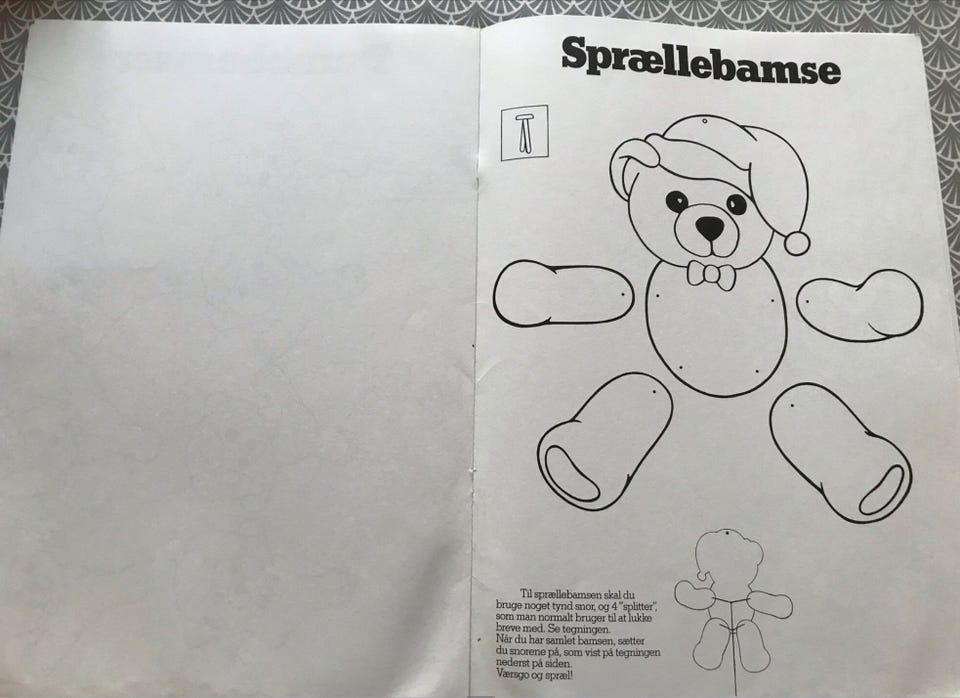 Sprællebamse
Til sprællebamsen skal du
bruge noget tynd snor, og 4 "splitter",
som man normalt bruger til at lukke
breve med. Se tegningen.
Når du har samlet bamsen, sætter
du snorene på, som vist på tegningen
nederst på siden.
Værsgo og spræl!